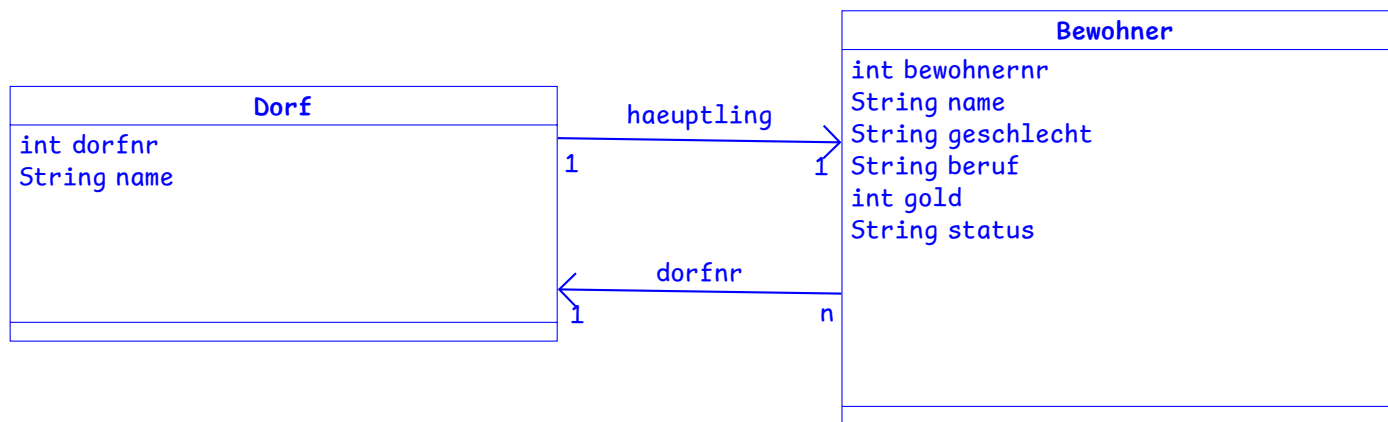 Dorf
int dorfnr
String name
haeuptling
1
1
dorfnr
1
n
Bewohner
int bewohnernr
String name
String geschlecht
String beruf
int gold
String status